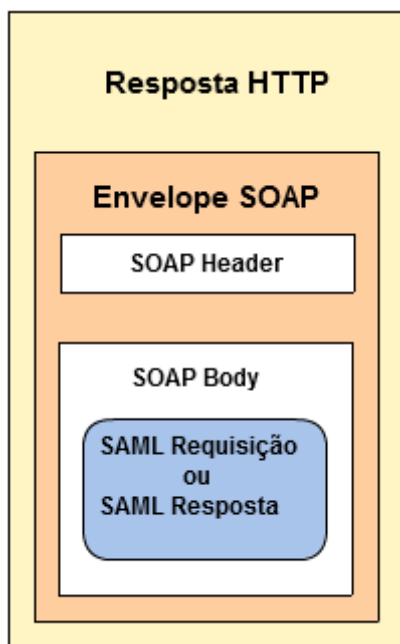 Resposta HTTP
Envelope SOAP
SOAP Header
SOAP Body
SAML Requisição
ou
SAML Resposta